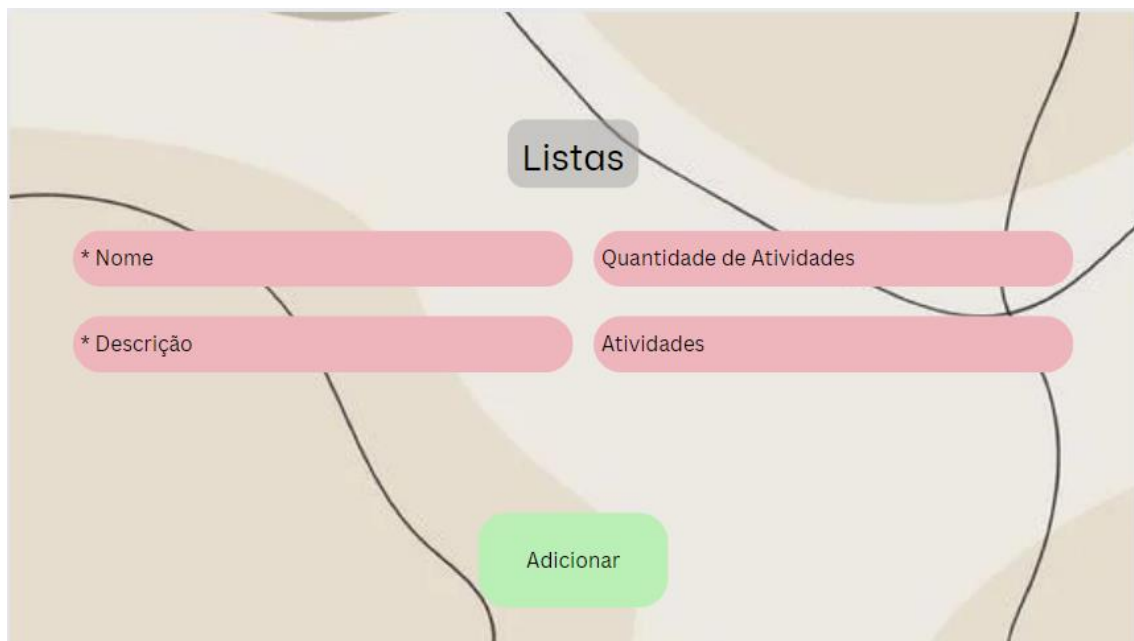 Listas
* Nome
Quantidade de Atividades
* Descrição
Atividades
Adicionar